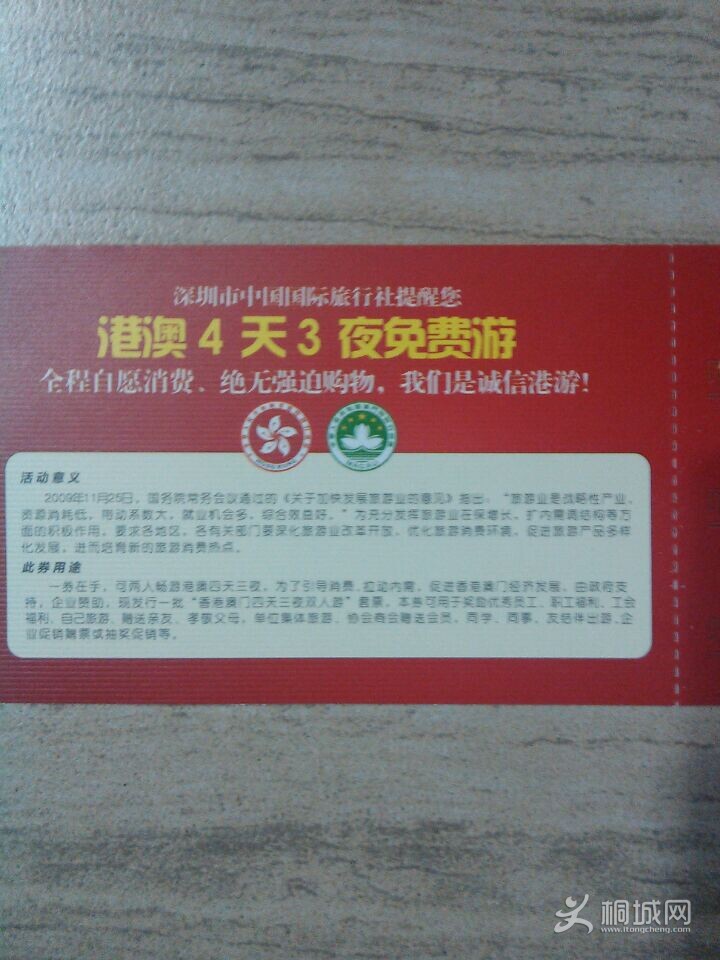 深圳市中国国际旅行社提醒您
港澳4天3夜免费游
全程自愿消费、绝无强迫购物，我们是诚信港游！
活动意义
2009年11月25日，国务院常务会议通过的《关于加快发展旅游业的意见》指出：“旅游业是战略性产业，
资源消耗低，带动系数大，就业机会多，综合效益好。”为充分发挥旅游业在保增长、扩内需调结构等方
面的积极作用，要求各地区、各有关部门要深化旅游业改革开放、优化旅游消费环境、促进旅游产品多样
化发展，进而培育新的旅游消费热点。
此券用途
一券在手，可两人畅游港澳四天三夜，为了引导消费、拉动内需、促进香港澳门经济发展，由政府支
持，企业赞助，现发行一批“香港澳门四天三夜双人游”套票，本券可用于奖励优秀员工、职工福利、工会
福利、自己旅游、赠送亲友、孝敬父母，单位集体旅游、协会商会赠送会员，同学、同事、友结伴出游、企
业促销赠票或抽奖促销等。
桐城网
www.itongcheng.com